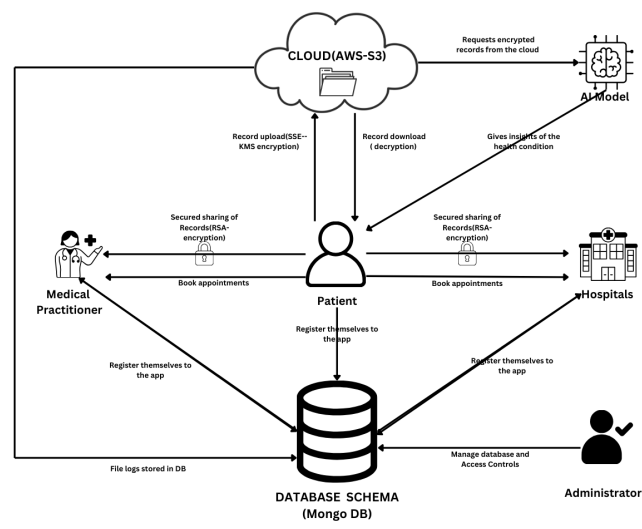 Requests encrypted
records from the cloud
CLOUD(AWS-S3)
AI Model
Record upload(SSE--
KMS encryption)
Record download
( decryption)
Gives insights of the
health condition
Secured sharing of
Records(RSA-
encryption)
Secured sharing of
Records(RSA-
encryption)
Book appointments
Book appointments
Medical
Practitioner
Patient
Hospitals
Register themselves to
the app
Register themselves to
the app
Register themselves to
the app
File logs stored in DB
Manage database and
Access Controls
Administrator
DATABASE SCHEMA
(Mongo DB)